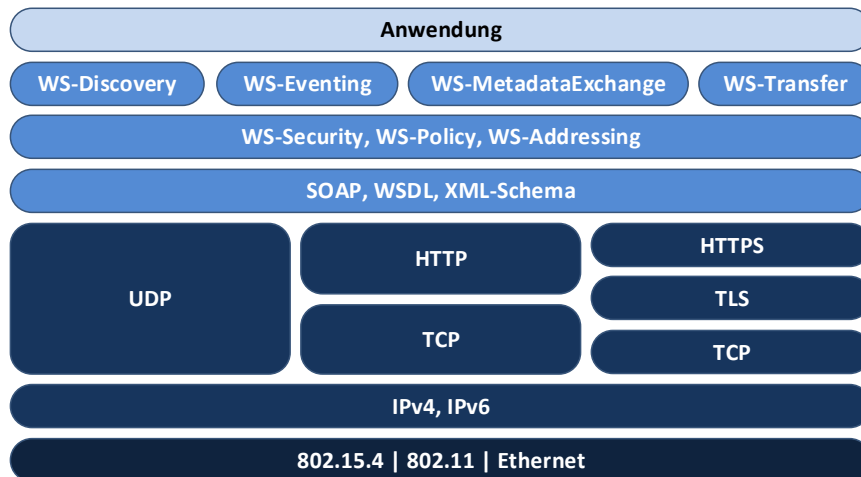 Anwendung
WS-Discovery WS-Eventing WS-MetadataExchange WS-Transfer
WS-Security, WS-Policy, WS-Addressing
SOAP, WSDL, XML-Schema
UDP
HTTP
TCP
HTTPS
TLS
TCP
IPv4, IPv6
802.15.4 | 802.11 | Ethernet